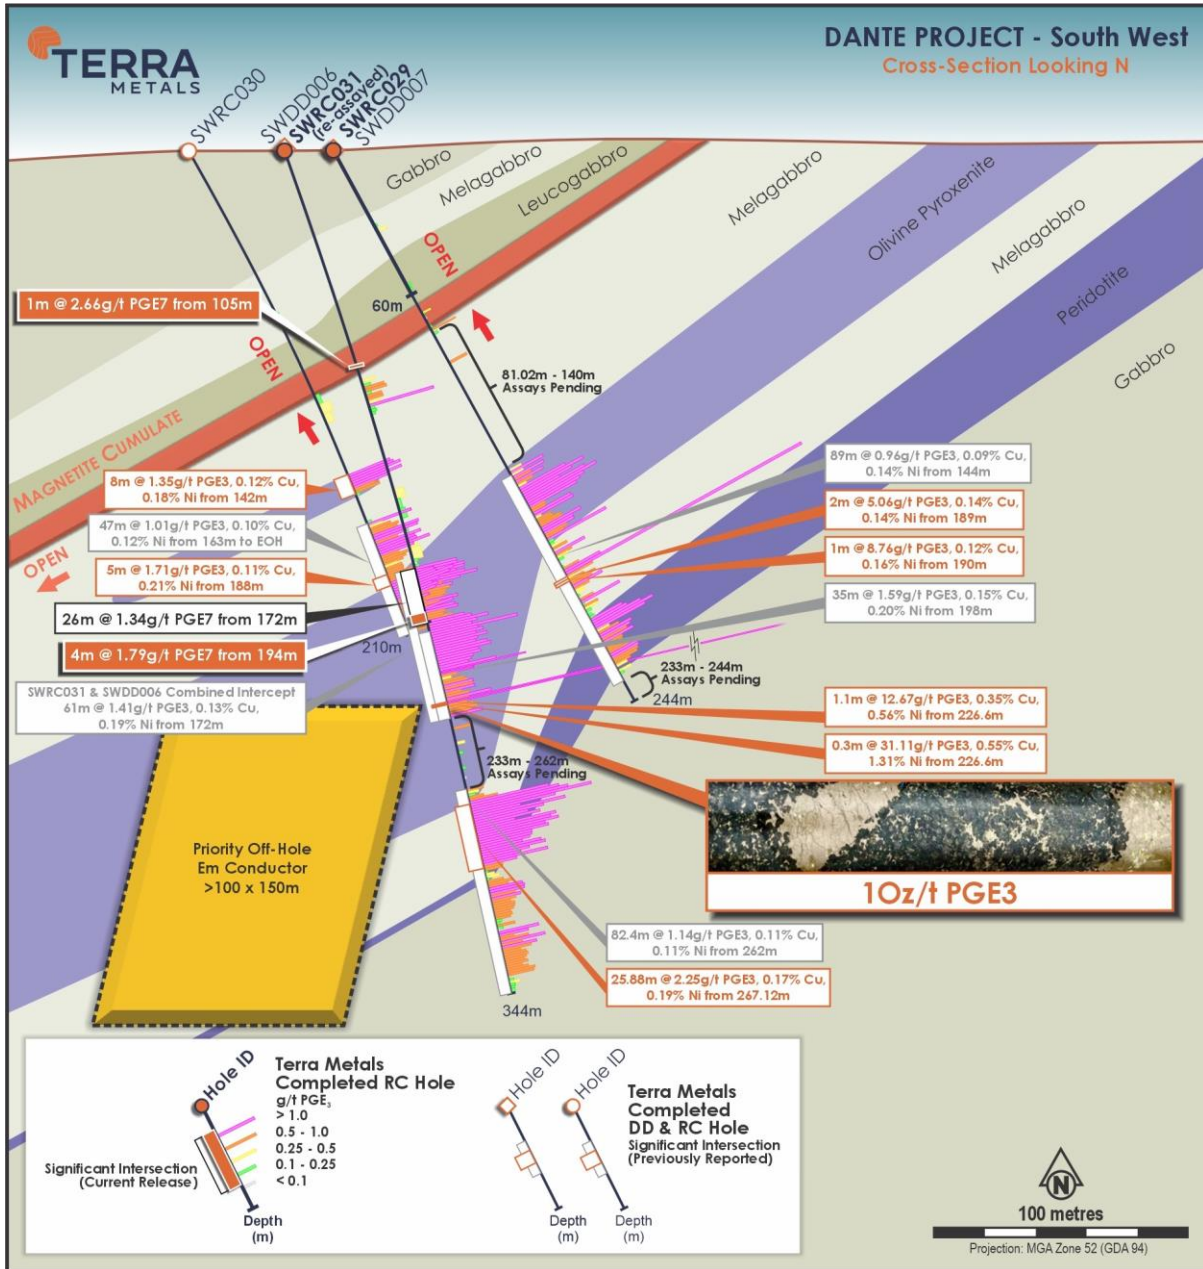 TERRA
METALS
DANTE PROJECT - South West
Cross-Section Looking N
SWRC030
SWDD006
SWRC031
(re-assayed)
SWRC029
SWDD007
Gabbro
Melagabbro
Leucogabbro
Melagabbro
Olivine Pyroxenite
Melagabbro
Peridotite
Gabbro
OPEN
60m
1m @ 2.66g/t PGE7 from 105m
OPEN
81.02m - 140m
Assays Pending
MAGNETITE CUMULATE
OPEN
8m @ 1.35g/t PGE3, 0.12% Cu,
0.18% Ni from 142m
47m @ 1.01g/t PGE3, 0.10% Cu,
0.12% Ni from 163m to EOH
5m @ 1.71g/t PGE3, 0.11% Cu,
0.21% Ni from 188m
26m @ 1.34g/t PGE7 from 172m
4m @ 1.79g/t PGE7 from 194m
210m
SWRC031 & SWDD006 Combined Intercept
61m @ 1.41g/t PGE3, 0.13% Cu,
0.19% Ni from 172m
89m @ 0.96g/t PGE3, 0.09% Cu,
0.14% Ni from 144m
2m @ 5.06g/t PGE3, 0.14% Cu,
0.14% Ni from 189m
1m @ 8.76g/t PGE3, 0.12% Cu,
0.16% Ni from 190m
35m @ 1.59g/t PGE3, 0.15% Cu,
0.20% Ni from 198m
233m - 244m
Assays Pending
244m
1.1m @ 12.67g/t PGE3, 0.35% Cu,
0.56% Ni from 226.6m
0.3m @ 31.11g/t PGE3, 0.55% Cu,
1.31% Ni from 226.6m
233m - 262m
Assays Pending
Priority Off-Hole
Em Conductor
>100 x 150m
1Oz/t PGE3
82.4m @ 1.14g/t PGE3, 0.11% Cu,
0.11% Ni from 262m
25.88m @ 2.25g/t PGE3, 0.17% Cu,
0.19% Ni from 267.12m
344m
Hole ID
Terra Metals
Completed RC Hole
g/t PGE₃
> 1.0
0.5 - 1.0
0.25 - 0.5
0.1 - 0.25
< 0.1
Significant Intersection
(Current Release)
Depth
(m)
Hole ID
Hole ID
Terra Metals
Completed
DD & RC Hole
Significant Intersection
(Previously Reported)
Depth
(m)
Depth
(m)
N
100 metres
Projection: MGA Zone 52 (GDA 94)